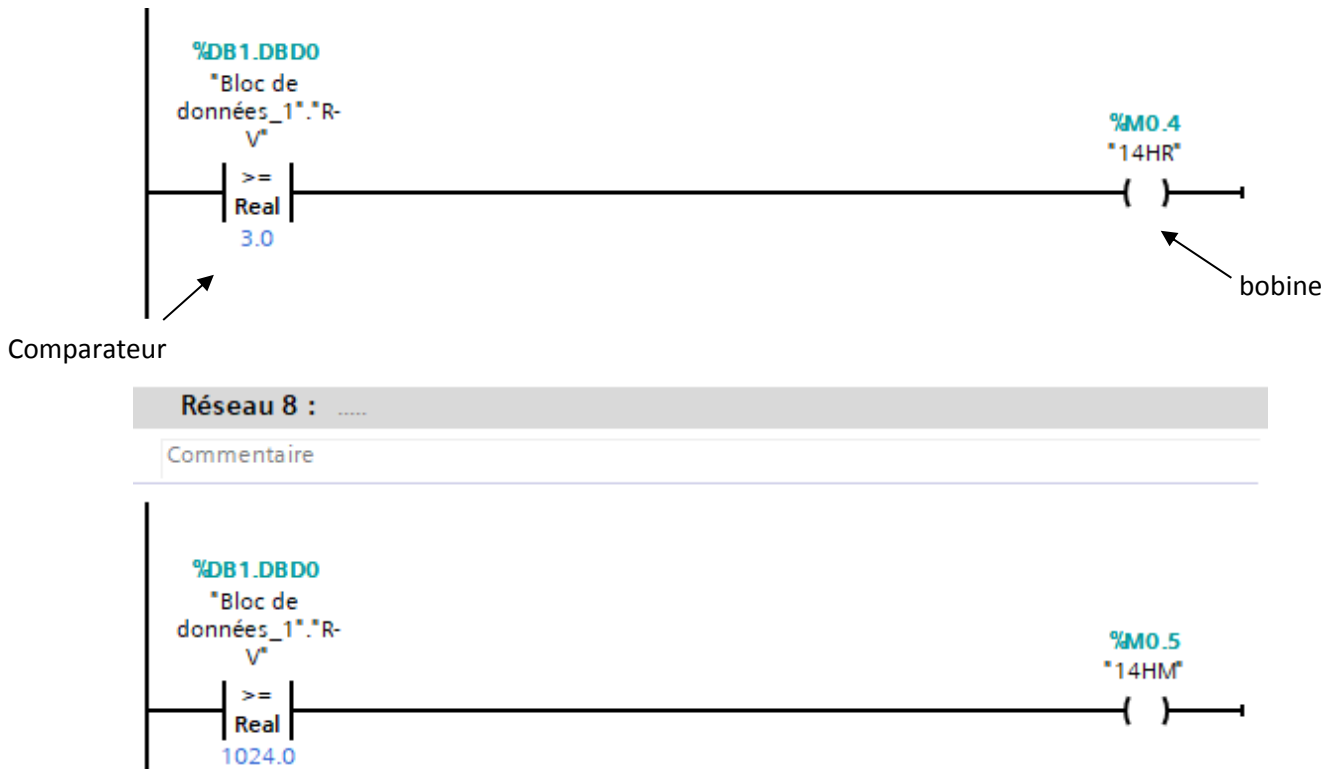 %DB1.DBD0
"Bloc de
données_1"."R-
V"
>=
Real
3.0
%M0.4
"14HR"
( )
bobine
Comparateur
Réseau 8 : .....
Commentaire
%DB1.DBD0
"Bloc de
données_1"."R-
V"
>=
Real
1024.0
%M0.5
"14HM"
( )